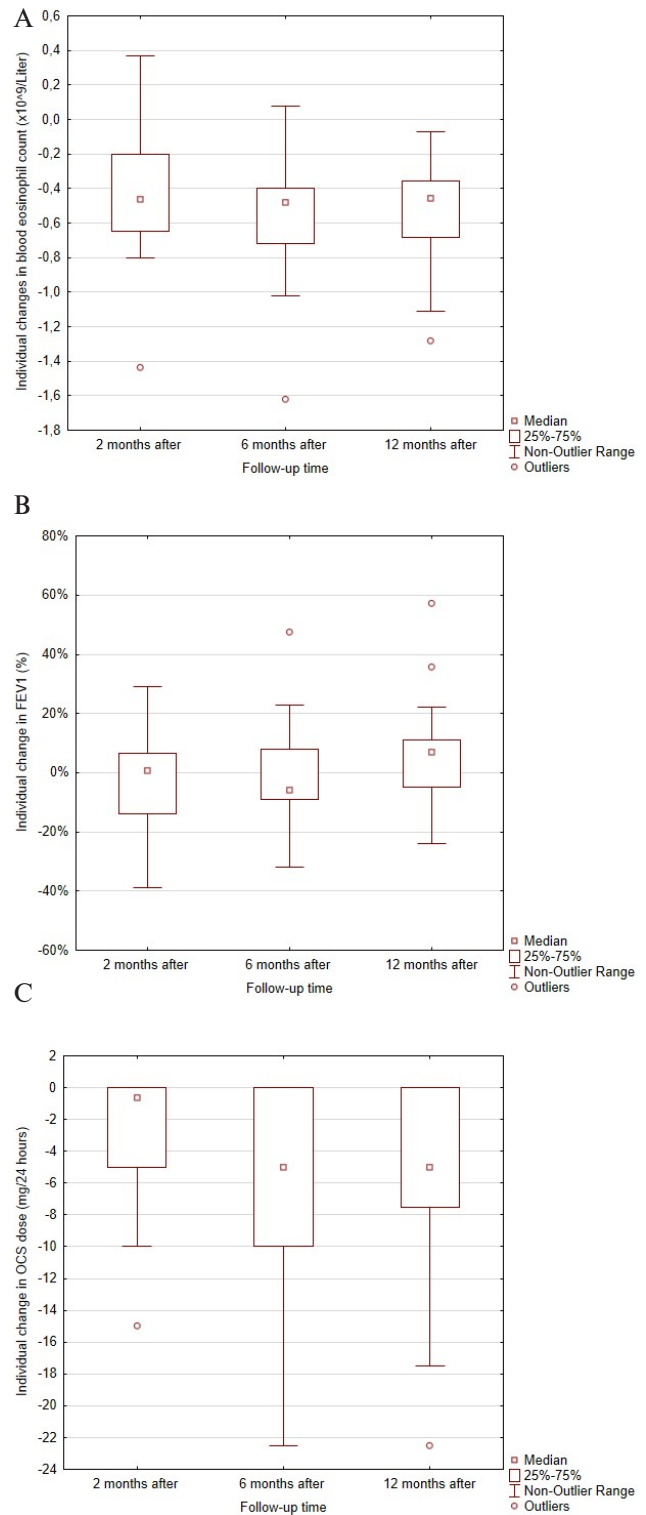 A
Individual changes in blood eosinophil count (x10^9/Liter)
0,6
0,4
0,2
0,0
-0,2
-0,4
-0,6
-0,8
-1,0
-1,2
-1,4
-1,6
-1,8
2 months after 6 months after 12 months after
Follow-up time
Median
25%-75%
Non-Outlier Range
Outliers
B
Individual change in FEV1 (%)
80%
60%
40%
20%
0%
-20%
-40%
-60%
2 months after 6 months after 12 months after
Follow-up time
Median
25%-75%
Non-Outlier Range
Outliers
C
Individual change in OCS dose (mg/24 hours)
2
0
-2
-4
-6
-8
-10
-12
-14
-16
-18
-20
-22
-24
2 months after 6 months after 12 months after
Follow-up time
Median
25%-75%
Non-Outlier Range
Outliers